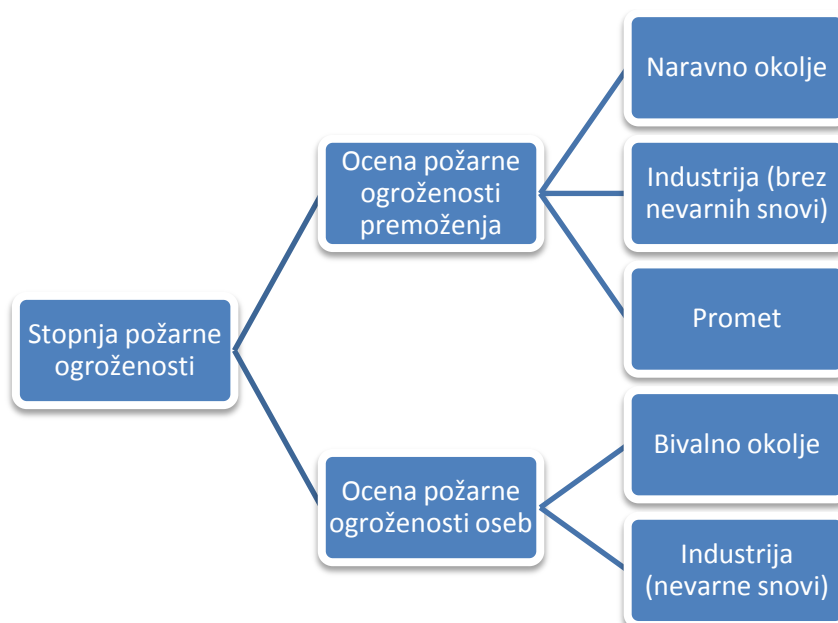 Naravno okolje
Ocena požarne
ogroženosti
premoženja
Industrija (brez
nevarnih snovi)
Promet
Stopnja požarne
ogroženosti
Bivalno okolje
Ocena požarne
ogroženosti oseb
Industrija
(nevarne snovi)